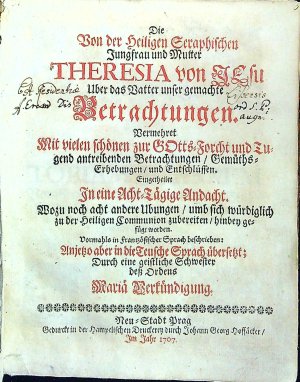 Die
Von der Heiligen Seraphischen
Jungfrau und Mutter
THERESIA von JEsu
Uber das Vatter unser gemachte
Betrachtungen.
Vermehret
Mit vielen schönen zur GOtts-Forcht und Tu-
gend antreibenden Betrachtungen / Gemüths-
Erhebungen / und Entschlüssen.
Eingetheilet
In eine Acht-Tägige Andacht.
Wozu noch acht andere Ubungen / umb sich würdiglich
zu der Heiligen Communion zubereiten / hinbey ge-
fügt worden.
Vormahls in Frantzösischer Sprach beschrieben:
Anjetzo aber in die Teusche Sprach übersetzt;
Durch eine geistliche Schwester
deß Ordens
Mariä Verkündigung.
Neu-Stadt Prag
Gedruckt in der Hampelischen Druckerey durch Johann Georg Hoffäcker /
Im Jahr 1707.